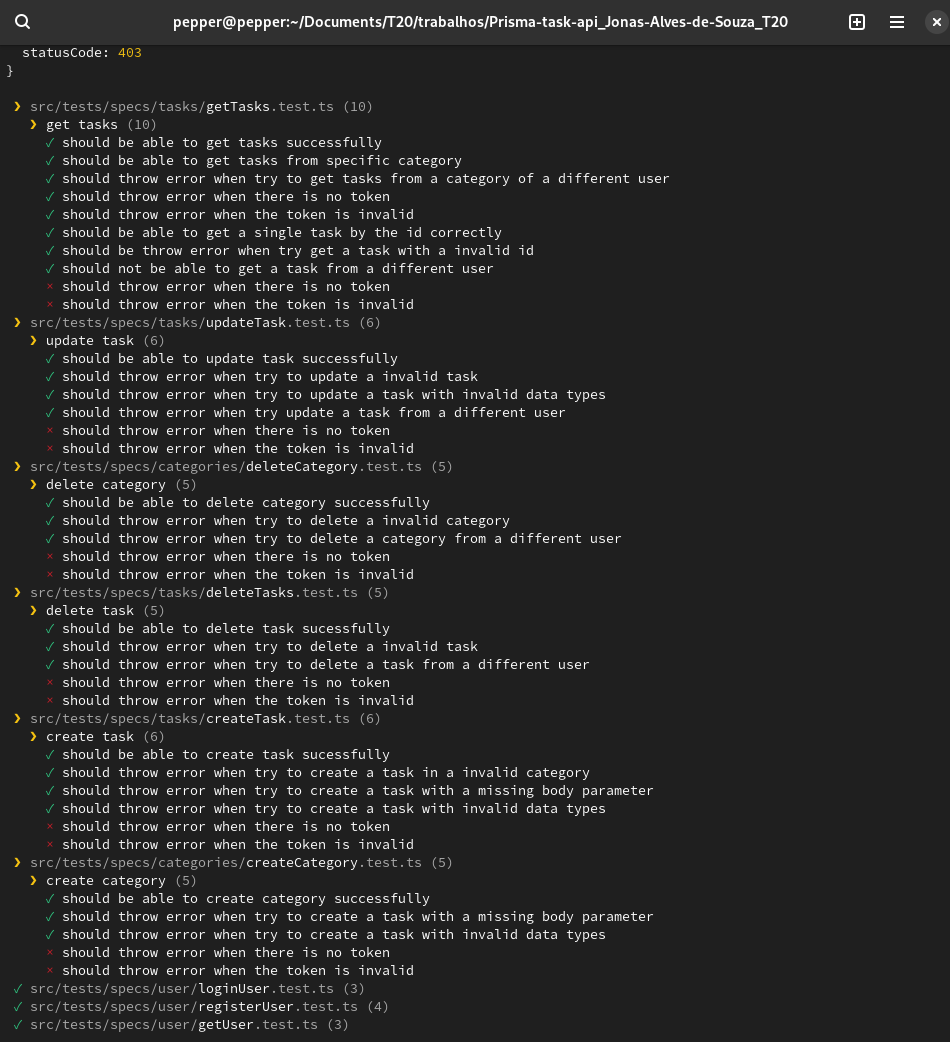 pepper@pepper:~/Documents/T20/trabalhos/Prisma-task-api_Jonas-Alves-de-Souza_T20
statusCode: 403
}
❯ src/tests/specs/tasks/getTasks.test.ts (10)
❯ get tasks (10)
✓ should be able to get tasks successfully
✓ should be able to get tasks from specific category
✓ should throw error when try to get tasks from a category of a different user
✓ should throw error when there is no token
✓ should throw error when the token is invalid
✓ should be able to get a single task by the id correctly
✓ should be throw error when try get a task with a invalid id
✓ should not be able to get a task from a different user
× should throw error when there is no token
× should throw error when the token is invalid
❯ src/tests/specs/tasks/updateTask.test.ts (6)
❯ update task (6)
✓ should be able to update task successfully
✓ should throw error when try to update a invalid task
✓ should throw error when try to update a task with invalid data types
✓ should throw error when try update a task from a different user
× should throw error when there is no token
× should throw error when the token is invalid
❯ src/tests/specs/categories/deleteCategory.test.ts (5)
❯ delete category (5)
✓ should be able to delete category successfully
✓ should throw error when try to delete a invalid category
✓ should throw error when try to delete a category from a different user
× should throw error when there is no token
× should throw error when the token is invalid
❯ src/tests/specs/tasks/deleteTasks.test.ts (5)
❯ delete task (5)
✓ should be able to delete task sucessfully
✓ should throw error when try to delete a invalid task
✓ should throw error when try to delete a task from a different user
× should throw error when there is no token
× should throw error when the token is invalid
❯ src/tests/specs/tasks/createTask.test.ts (6)
❯ create task (6)
✓ should be able to create task sucessfully
✓ should throw error when try to create a task in a invalid category
✓ should throw error when try to create a task with a missing body parameter
✓ should throw error when try to create a task with invalid data types
× should throw error when there is no token
× should throw error when the token is invalid
❯ src/tests/specs/categories/createCategory.test.ts (5)
❯ create category (5)
✓ should be able to create category successfully
✓ should throw error when try to create a task with a missing body parameter
✓ should throw error when try to create a task with invalid data types
× should throw error when there is no token
× should throw error when the token is invalid
✓ src/tests/specs/user/loginUser.test.ts (3)
✓ src/tests/specs/user/registerUser.test.ts (4)
✓ src/tests/specs/user/getUser.test.ts (3)